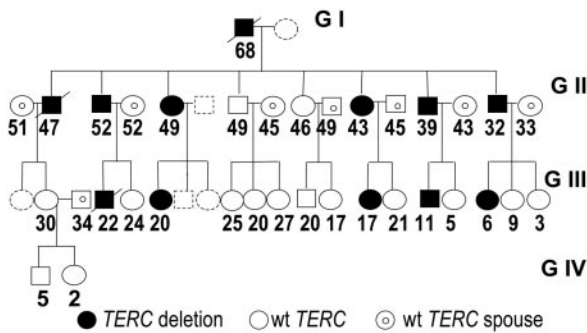 G I
68
G II
51 47 52 52 49 49 45 46 49 43 45 39 43 32 33
G III
30 34 22 24 20 25 20 27 20 17 17 21 11 5 6 9 3
G IV
5 2
TERC deletion wt TERC wt TERC spouse